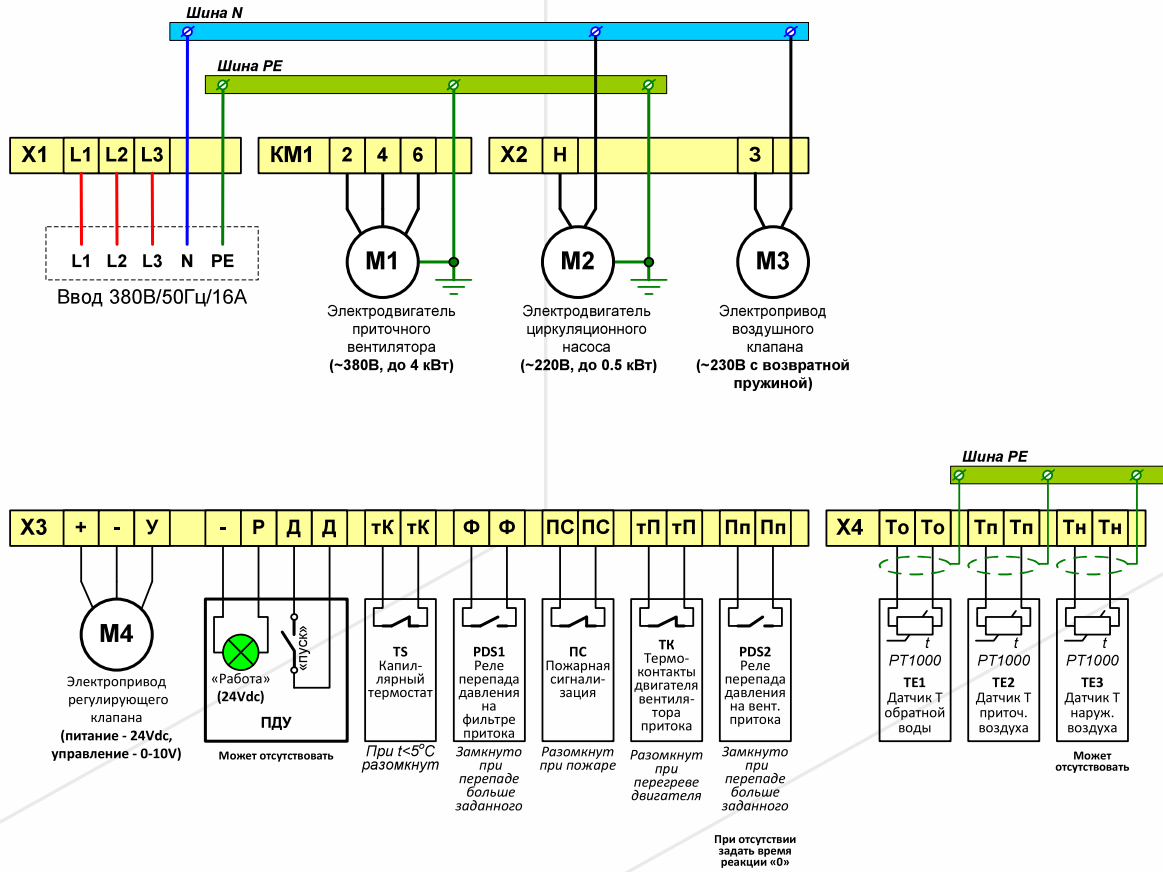 Шина N
Шина PE
X1 L1 L2 L3
КМ1 2 4 6
X2 Н З
L1 L2 L3 N PE
Ввод 380В/50Гц/16А
М1
М2
М3
Электродвигатель
приточного
вентилятора
(~380В, до 4 кВт)
Электродвигатель
циркуляционного
насоса
(~220В, до 0.5 кВт)
Электропривод
воздушного
клапана
(~230В с возвратной
пружиной)
Шина PE
X3 + - У - Р Д Д тК тК Ф Ф ПС ПС тП тП Пп Пп
X4 То То Тп Тп Тн Тн
М4
Электропривод
регулирующего
клапана
(питание - 24Vdc,
управление - 0-10V)
«пуск»
«Работа»
(24Vdc)
ПДУ
Может отсутствовать
TS
Капил-
лярный
термостат
При t<5°C
разомкнут
PDS1
Реле
перепада
давления
на
фильтре
притока
Замкнуто
при
перепаде
больше
заданного
ПС
Пожарная
сигнали-
зация
Разомкнут
при пожаре
ТК
Термо-
контакты
двигателя
вентиля-
тора
притока
Разомкнут
при
перегреве
двигателя
PDS2
Реле
перепада
давления
на вент.
притока
Замкнуто
при
перепаде
больше
заданного
При отсутствии
задать время
реакции «0»
t
PT1000
TE1
Датчик Т
обратной
воды
t
PT1000
TE2
Датчик Т
приточ.
воздуха
t
PT1000
TE3
Датчик Т
наруж.
воздуха
Может
отсутствовать